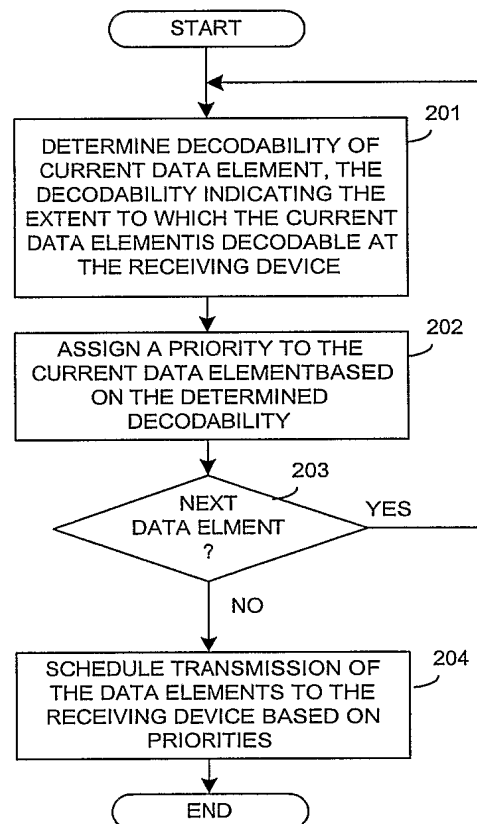 START
201
DETERMINE DECODABILITY OF
CURRENT DATA ELEMENT, THE
DECODABILITY INDICATING THE
EXTENT TO WHICH THE CURRENT
DATA ELEMENTIS DECODABLE AT
THE RECEIVING DEVICE
202
ASSIGN A PRIORITY TO THE
CURRENT DATA ELEMENTBASED
ON THE DETERMINED
DECODABILITY
203
NEXT
DATA ELMENT
?
YES
NO
204
SCHEDULE TRANSMISSION OF
THE DATA ELEMENTS TO THE
RECEIVING DEVICE BASED ON
PRIORITIES
END